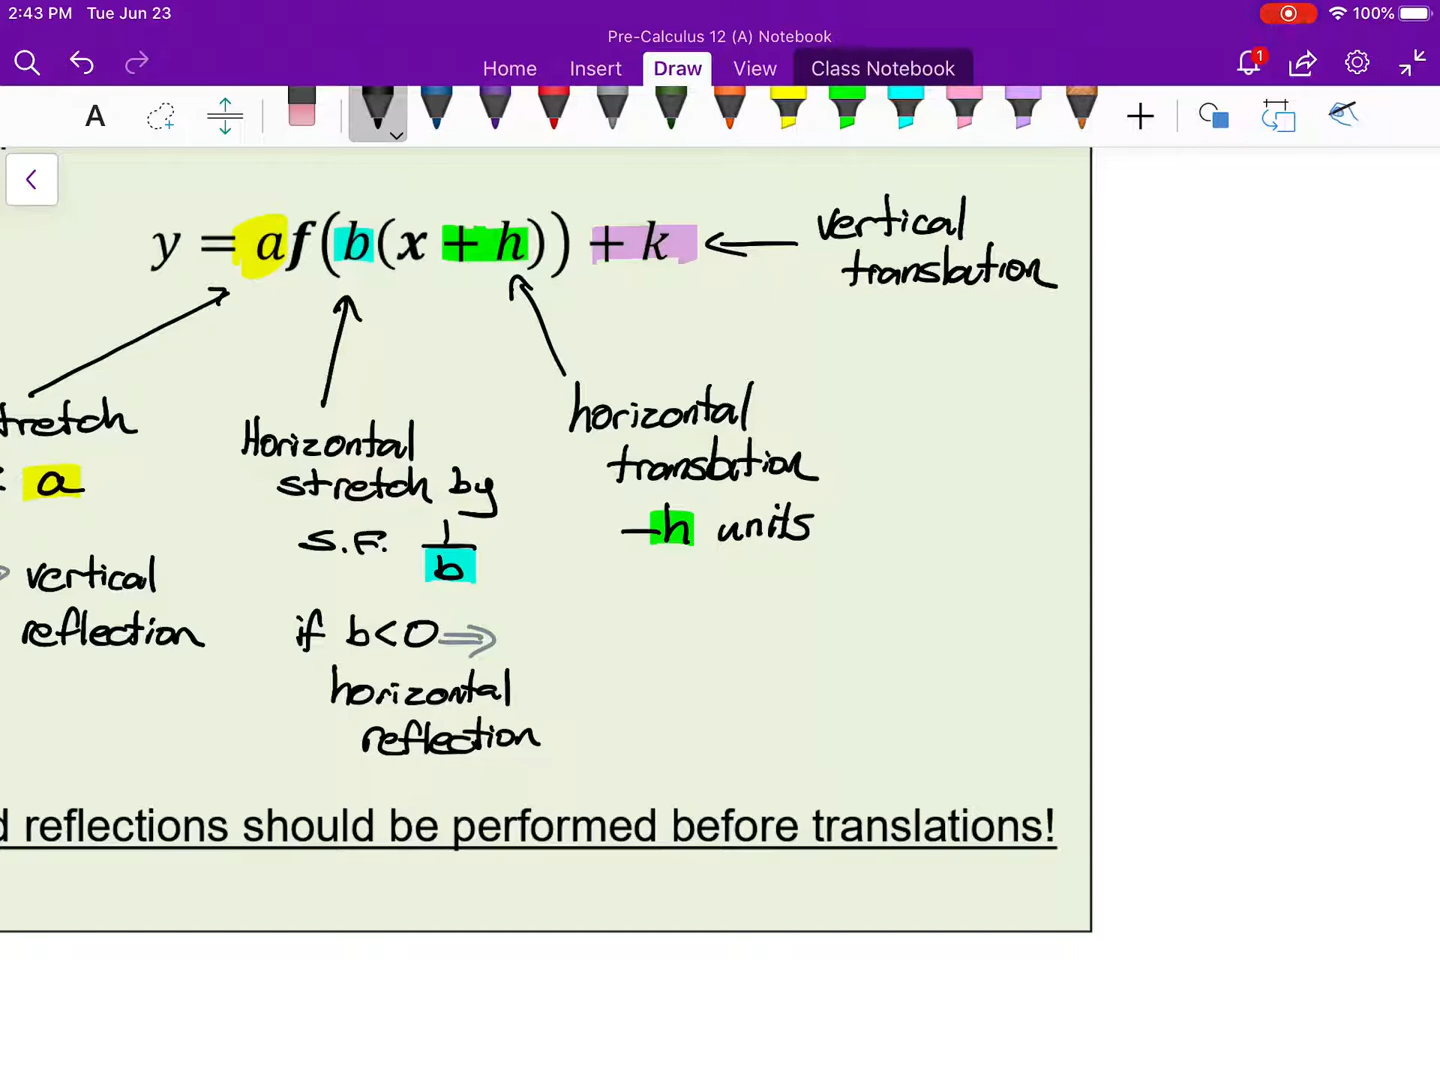 2:43 PM Tue Jun 23
100%
Pre-Calculus 12 (A) Notebook
1
Home Insert Draw View Class Notebook
A
y = af(b(x + h)) + k
vertical
translation
tretch
a
Horizontal
stretch by
S.F. 1/b
horizontal
translation
-h units
vertical
reflection
if b<0 ⇒
horizontal
reflection
d reflections should be performed before translations!